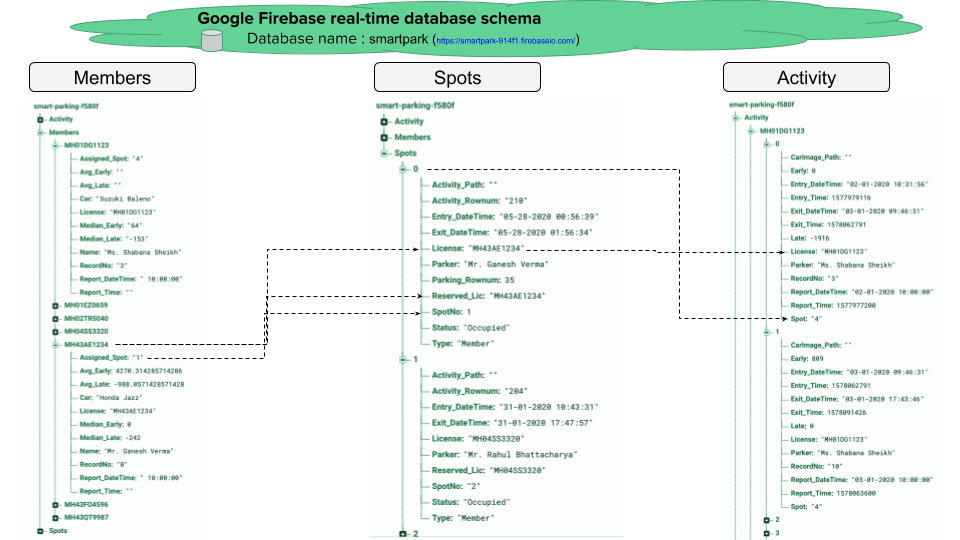 Google Firebase real-time database schema
Database name : smartpark (https://smartpark-914f1.firebaseio.com/)
Members
smart-parking-f580f
Activity
Members
MH01DG1123
Assigned_Spot: "4"
Avg_Early: ""
Avg_Late: ""
Car: "Suzuki Baleno"
License: "MH01DG1123"
Median_Early: "64"
Median_Late: "-153"
Name: "Ms. Shabana Sheikh"
RecordNo: "3"
Report_DateTime: " 10:00:00"
Report_Time: ""
MH01EZ0659
MH02TR5040
MH04SS3320
MH43AE1234
Assigned_Spot: "1"
Avg_Early: 4270.314285714286
Avg_Late: -988.0571428571428
Car: "Honda Jazz"
License: "MH43AE1234"
Median_Early: 0
Median_Late: -242
Name: "Mr. Ganesh Verma"
RecordNo: "0"
Report_DateTime: " 10:00:00"
Report_Time: ""
MH43FO4596
MH43QT9987
Spots
Spots
smart-parking-f580f
Activity
Members
Spots
0
Activity_Path: ""
Activity_Rownum: "210"
Entry_DateTime: "05-28-2020 00:56:39"
Exit_DateTime: "05-28-2020 01:56:34"
License: "MH43AE1234"
Parker: "Mr. Ganesh Verma"
Parking_Rownum: 35
Reserved_Lic: "MH43AE1234"
SpotNo: 1
Status: "Occupied"
Type: "Member"
1
Activity_Path: ""
Activity_Rownum: "204"
Entry_DateTime: "31-01-2020 10:43:31"
Exit_DateTime: "31-01-2020 17:47:57"
License: "MH04SS3320"
Parker: "Mr. Rahul Bhattacharya"
Reserved_Lic: "MH04SS3320"
SpotNo: "2"
Status: "Occupied"
Type: "Member"
2
Activity
smart-parking-f580f
Activity
MH01DG1123
0
CarImage_Path: ""
Early: 0
Entry_DateTime: "02-01-2020 10:31:56"
Entry_Time: 1577979116
Exit_DateTime: "03-01-2020 09:46:31"
Exit_Time: 1578062791
Late: -1916
License: "MH01DG1123"
Parker: "Ms. Shabana Sheikh"
RecordNo: "3"
Report_DateTime: "02-01-2020 10:00:00"
Report_Time: 1577977200
Spot: "4"
1
CarImage_Path: ""
Early: 809
Entry_DateTime: "03-01-2020 09:46:31"
Entry_Time: 1578062791
Exit_DateTime: "03-01-2020 17:43:46"
Exit_Time: 1578091426
Late: 0
License: "MH01DG1123"
Parker: "Ms. Shabana Sheikh"
RecordNo: "10"
Report_DateTime: "03-01-2020 10:00:00"
Report_Time: 1578063600
Spot: "4"
2
3